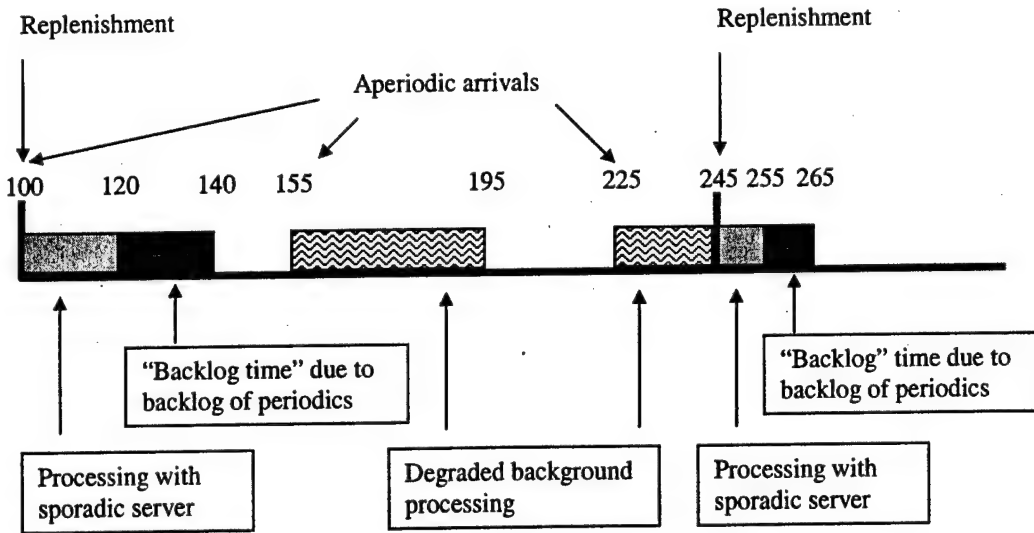 Replenishment
Replenishment
Aperiodic arrivals
100 120 140 155 195 225 245 255 265
"Backlog time" due to
backlog of periodics
"Backlog" time due to
backlog of periodics
Processing with
sporadic server
Degraded background
processing
Processing with
sporadic server